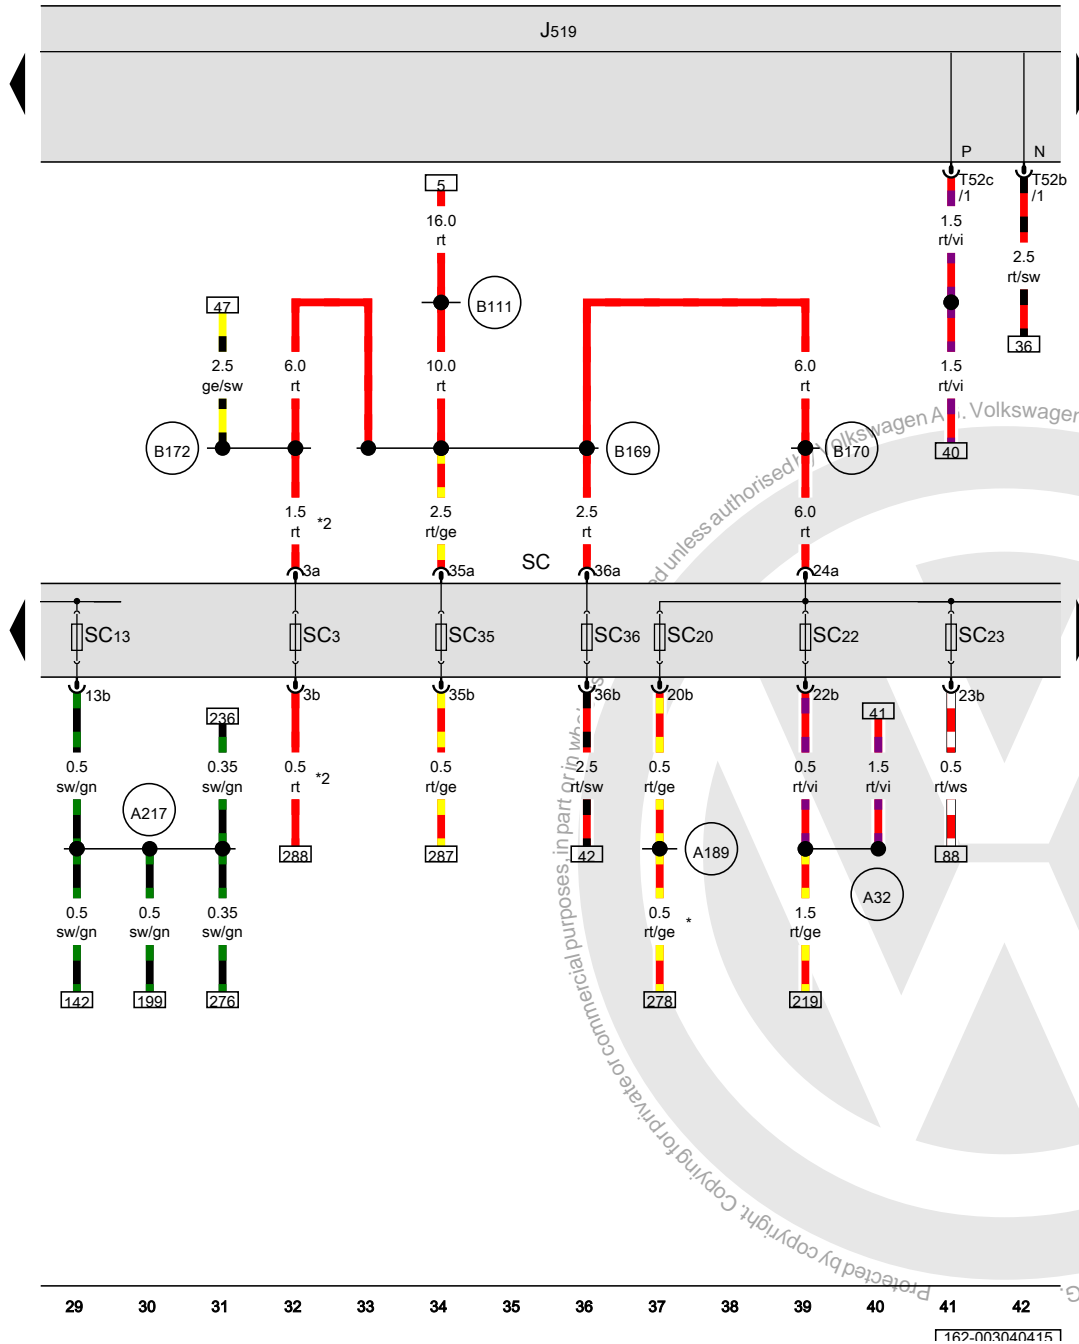 J519
P N
T52c
/1
T52b
/1
5
16.0
rt
1.5
rt/vi
2.5
rt/sw
47
B111
36
2.5
ge/sw
6.0
rt
10.0
rt
6.0
rt
1.5
rt/vi
B172
B169
B170
40
1.5
rt
*2
2.5
rt/ge
2.5
rt
6.0
rt
SC
3a
35a
36a
24a
SC13
SC3
SC35
SC36
SC20
SC22
SC23
13b
3b
35b
36b
20b
22b
23b
236
41
0.5
sw/gn
0.35
sw/gn
0.5
rt
*2
0.5
rt/ge
2.5
rt/sw
0.5
rt/ge
0.5
rt/vi
1.5
rt/vi
0.5
rt/ws
A217
288
287
42
A189
88
A32
0.5
sw/gn
0.5
sw/gn
0.35
sw/gn
0.5
rt/ge
*
1.5
rt/ge
142
199
276
278
219
29 30 31 32 33 34 35 36 37 38 39 40 41 42
162-003040415
Protected by copyright. Copying for private or commercial purposes, in part or in
unless authorised by Volkswagen
Volkswagen